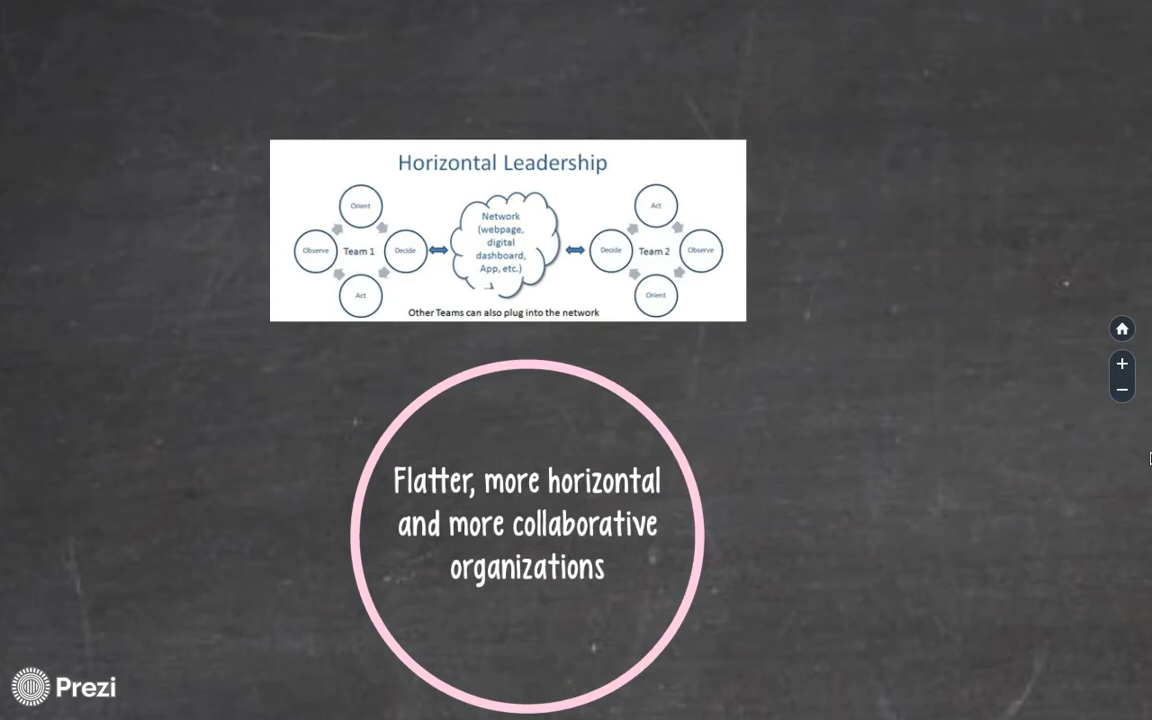 Horizontal Leadership
Orient
Observe
Team 1
Decide
Act
Network
(webpage,
digital
dashboard,
App, etc.)
Act
Decide
Team 2
Observe
Orient
Other Teams can also plug into the network
Flatter, more horizontal
and more collaborative
organizations
Prezi